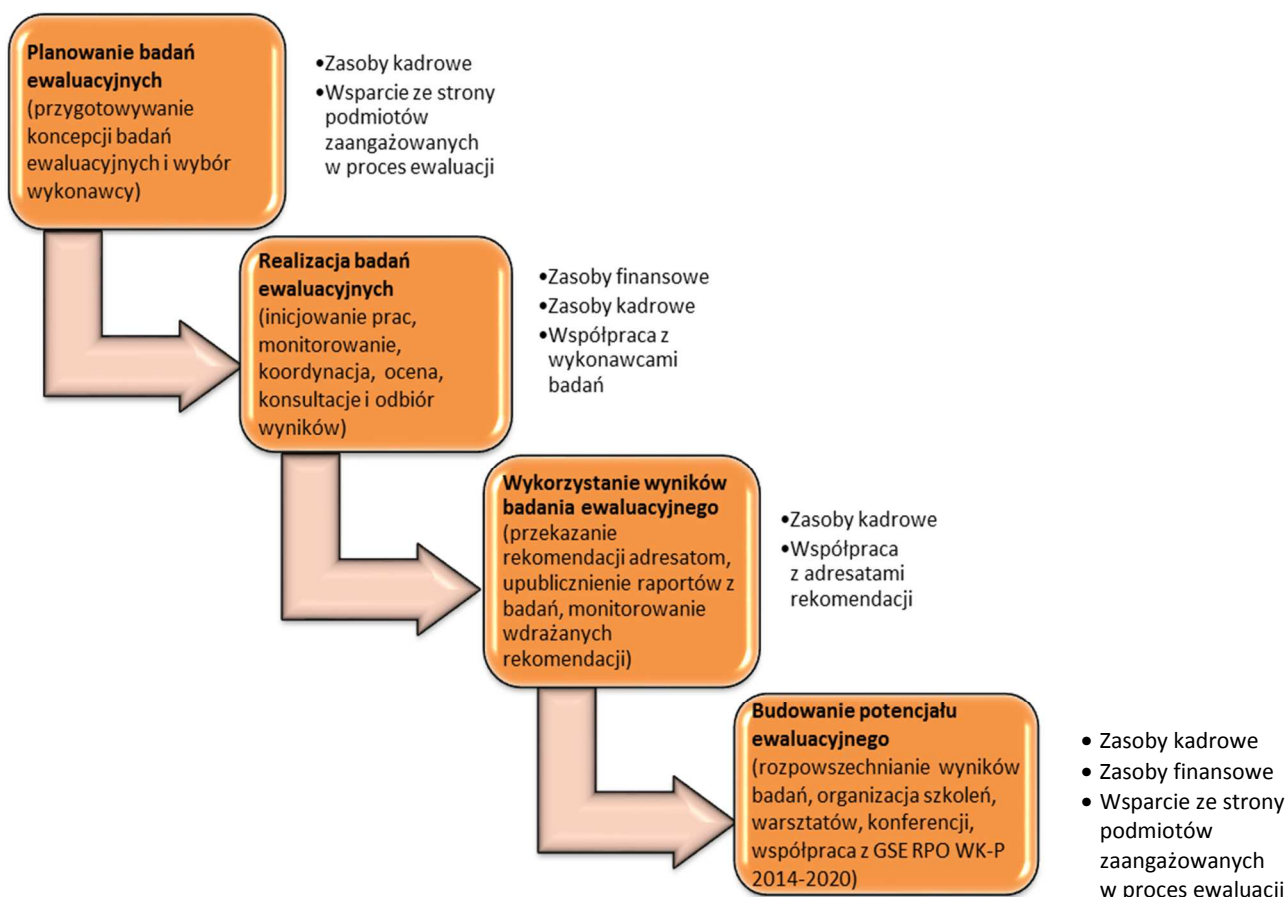 Planowanie badań
ewaluacyjnych
(przygotowywanie
koncepcji badań
ewaluacyjnych i wybór
wykonawcy)
•Zasoby kadrowe
•Wsparcie ze strony
podmiotów
zaangażowanych
w proces ewaluacji
Realizacja badań
ewaluacyjnych
(inicjowanie prac,
monitorowanie,
koordynacja, ocena,
konsultacje i odbiór
wyników)
•Zasoby finansowe
•Zasoby kadrowe
•Współpraca z
wykonawcami
badań
Wykorzystanie wyników
badania ewaluacyjnego
(przekazanie
rekomendacji adresatom,
upublicznienie raportów z
badań, monitorowanie
wdrażanych
rekomendacji)
•Zasoby kadrowe
•Współpraca
z adresatami
rekomendacji
Budowanie potencjału
ewaluacyjnego
(rozpowszechnianie wyników
badań, organizacja szkoleń,
warsztatów, konferencji,
współpraca z GSE RPO WK-P
2014-2020)
• Zasoby kadrowe
• Zasoby finansowe
• Wsparcie ze strony
podmiotów
zaangażowanych
w proces ewaluacji